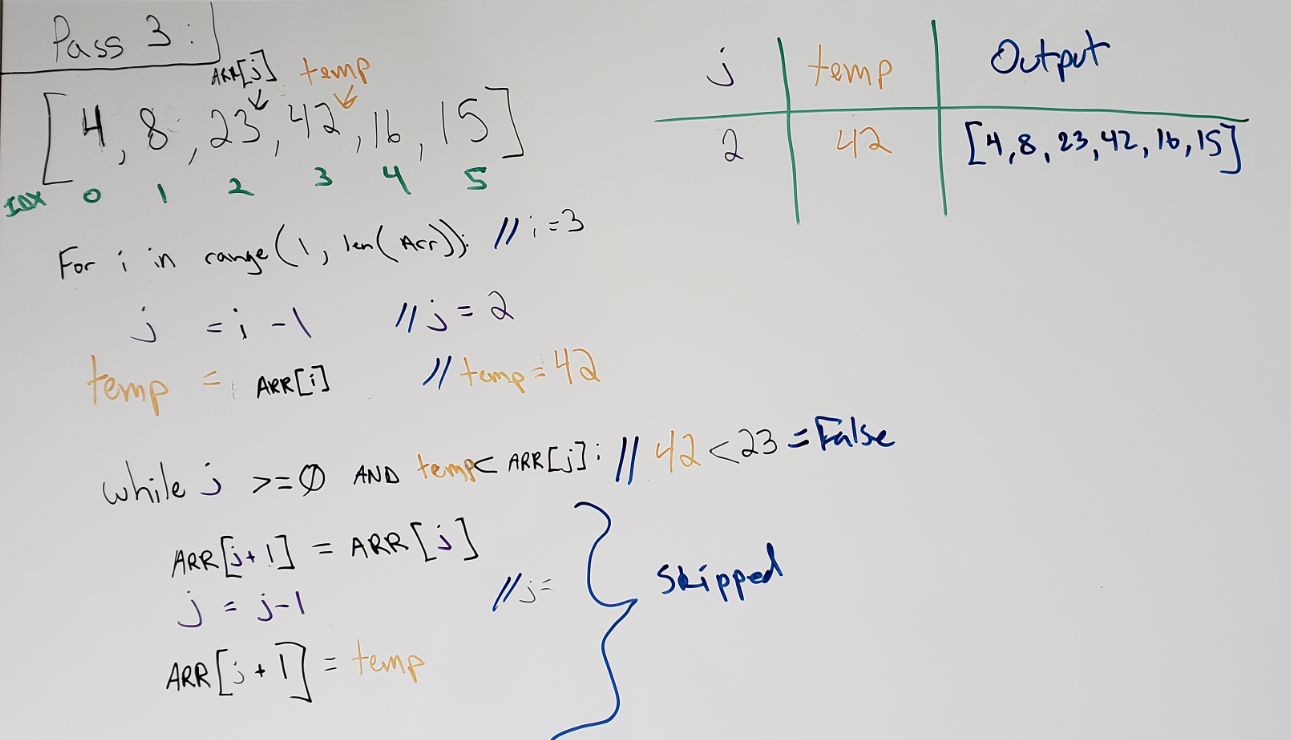 Pass 3:
ARR[j] temp
[4, 8, 23, 42, 16, 15]
IDX 0 1 2 3 4 5
For i in range(1, len(Arr)): // i=3
j = i -1 // j = 2
temp = ARR[i] // temp = 42
while j >=Ø AND temp< ARR[j]: // 42 <23 = False
ARR[j+1] = ARR[j]
j = j-1 // j=
ARR[j+1] = temp
Skipped
j temp Output
2 42 [4,8,23,42,16,15]